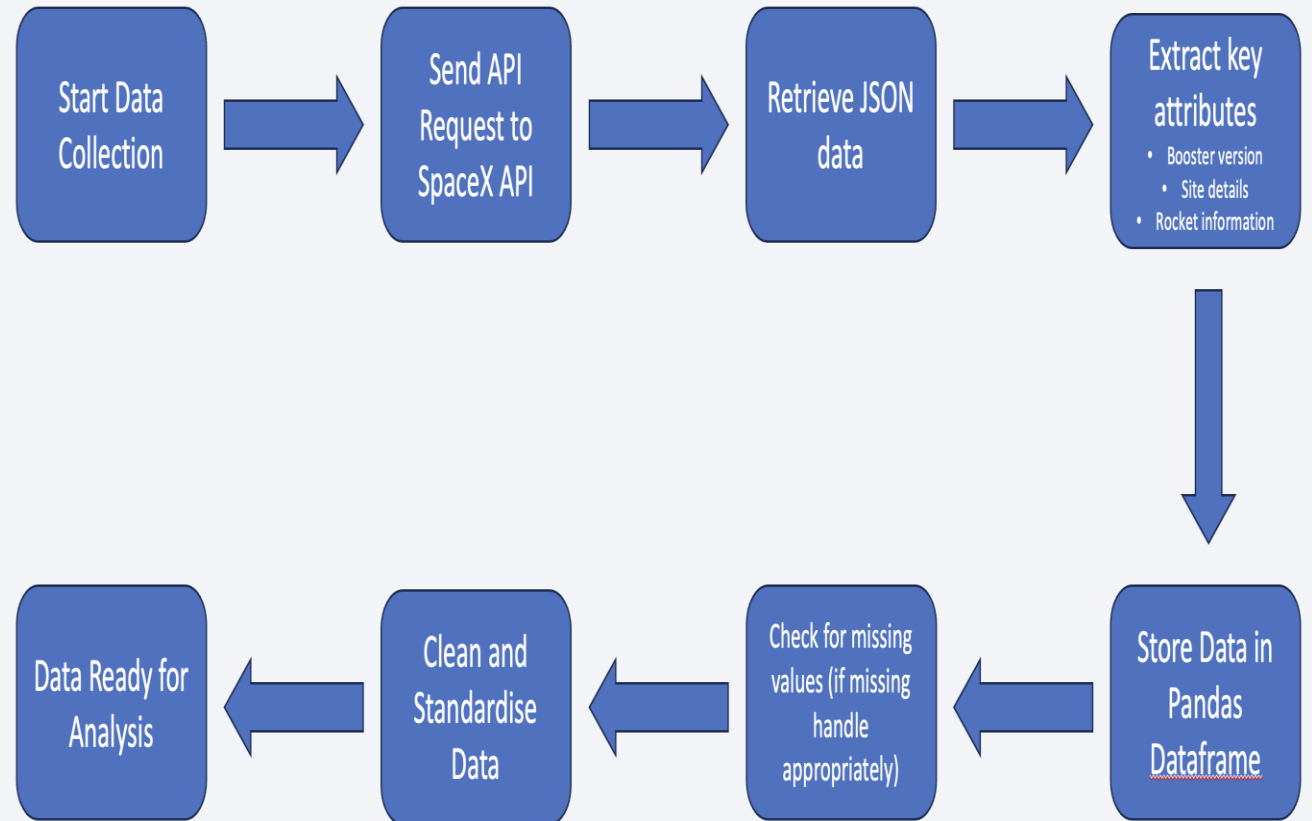 Start Data
Collection
Send API
Request to
SpaceX API
Retrieve JSON
data
Extract key
attributes
• Booster version
• Site details
• Rocket information
Store Data in
Pandas
Dataframe
Check for missing
values (if missing
handle
appropriately)
Clean and
Standardise
Data
Data Ready for
Analysis